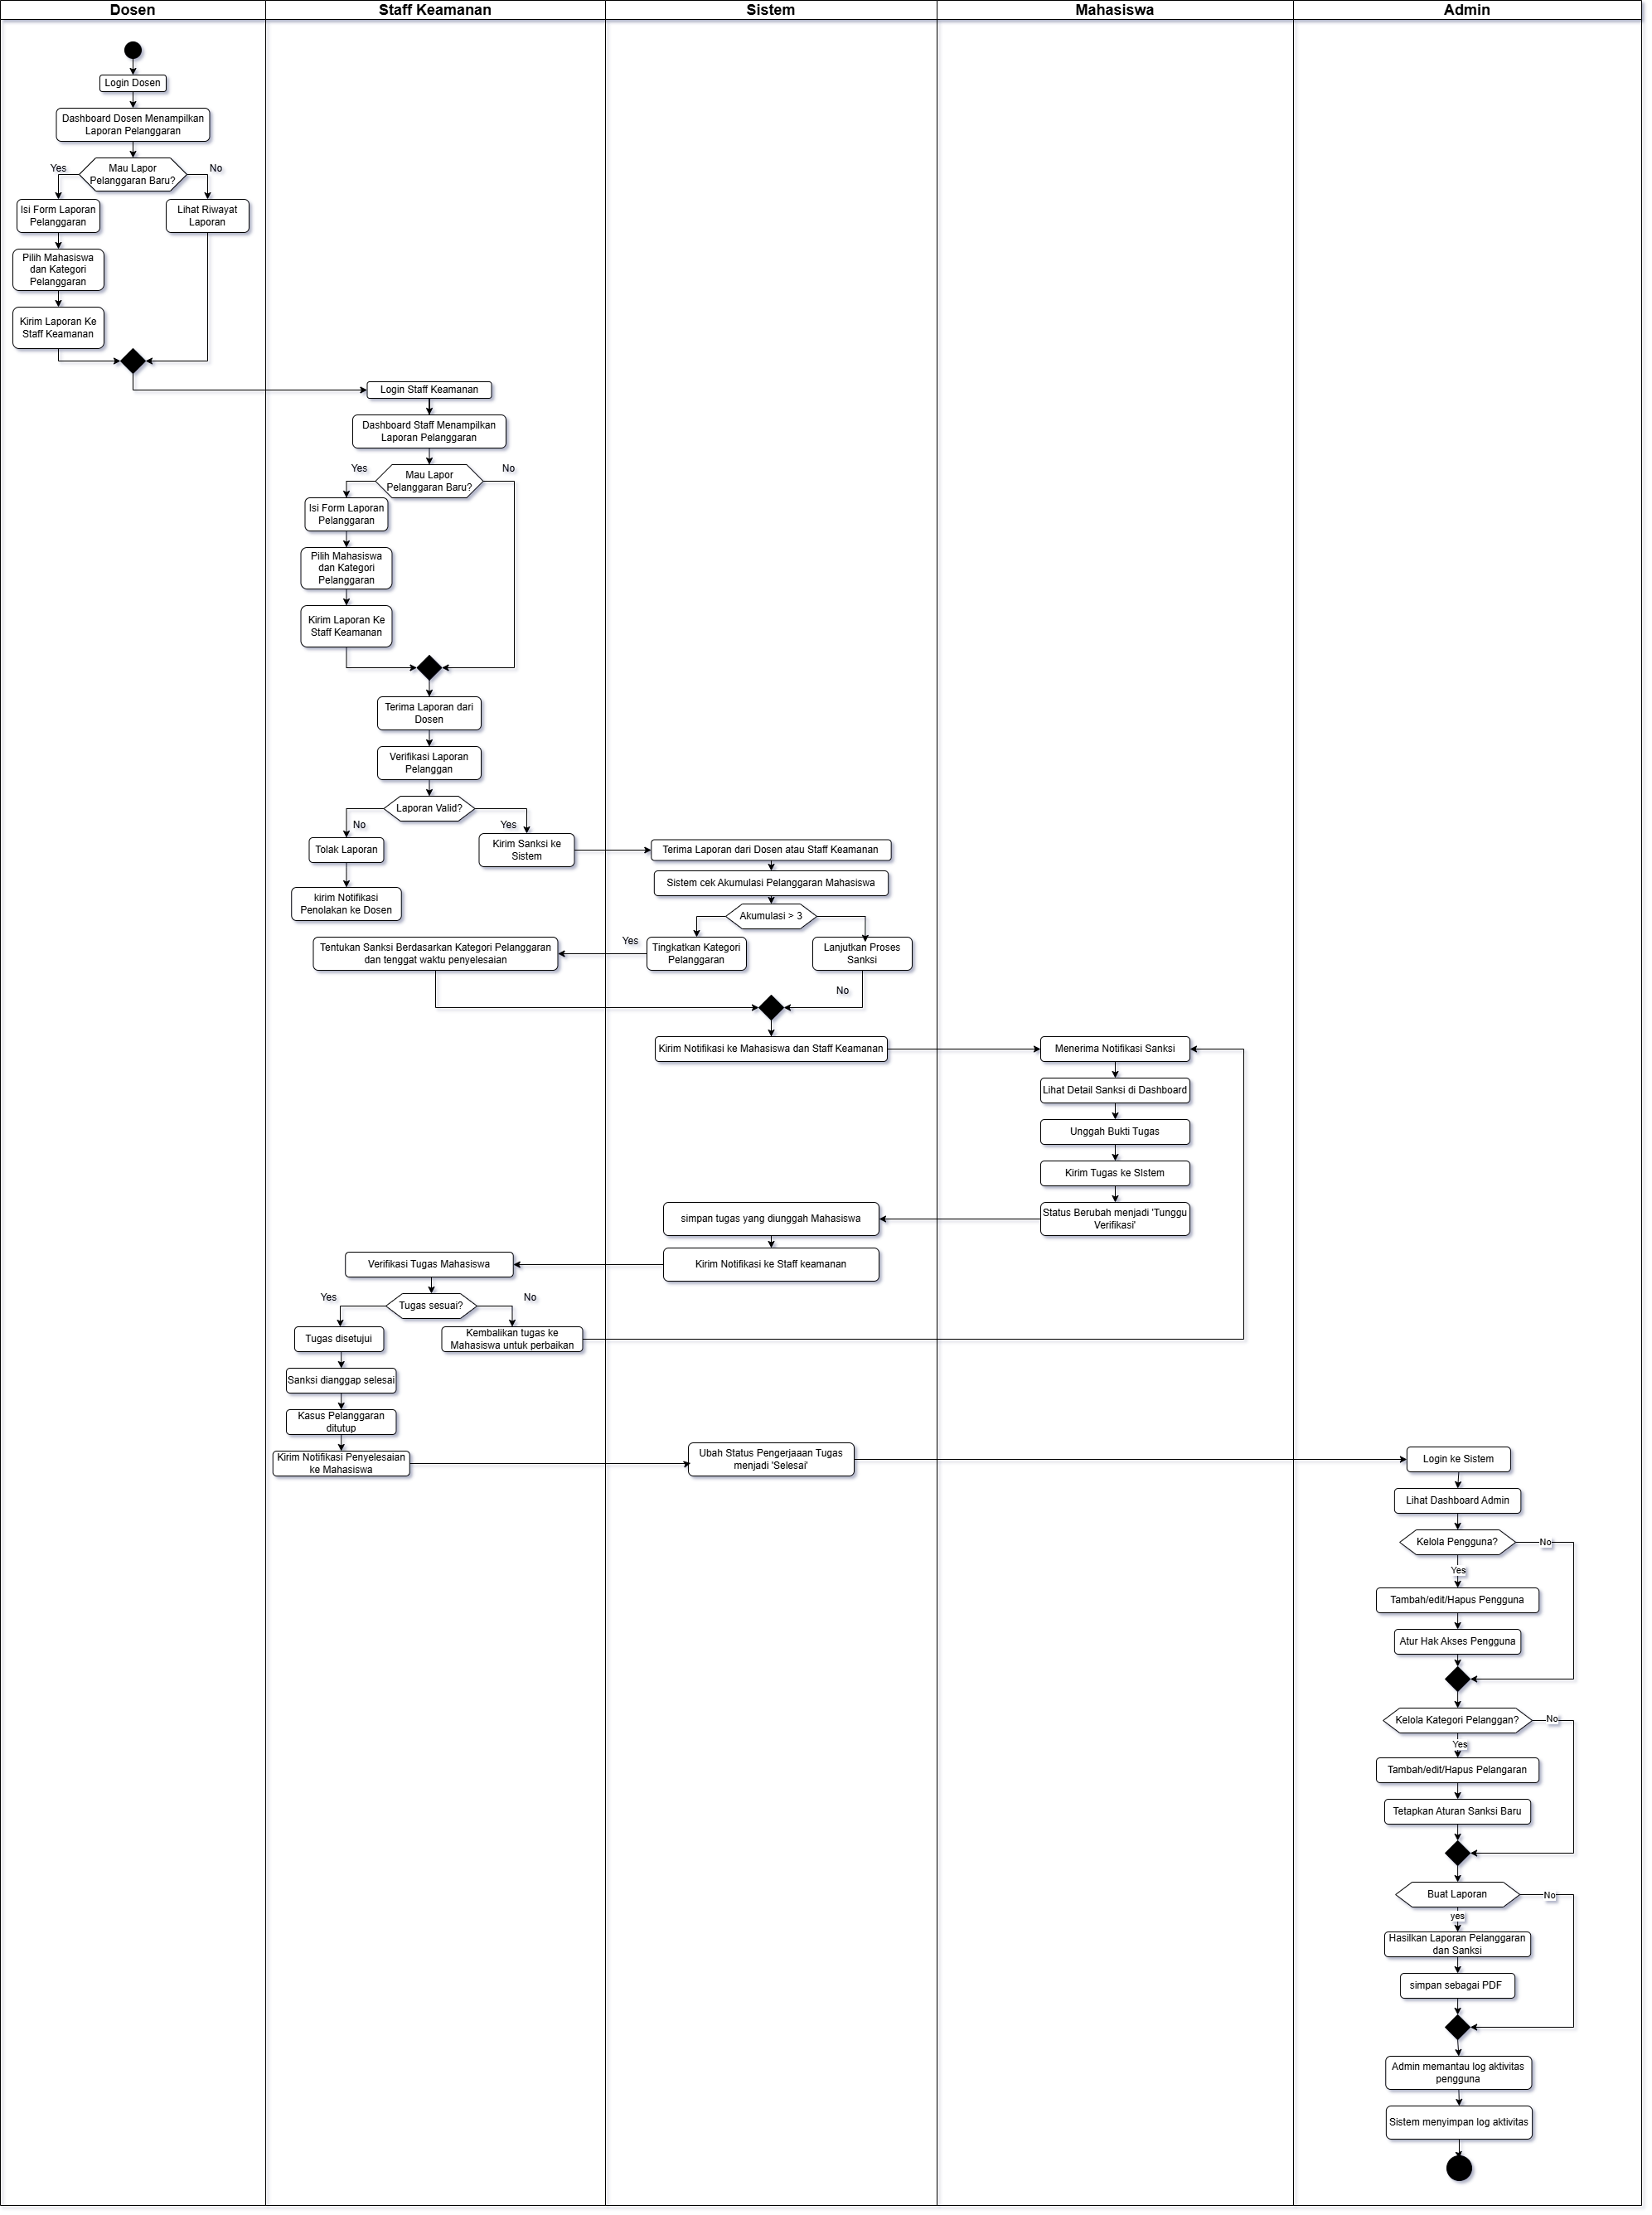 Dosen
Staff Keamanan
Sistem
Mahasiswa
Admin
Login Dosen
Dashboard Dosen Menampilkan
Laporan Pelanggaran
Mau Lapor
Pelanggaran Baru?
Yes
No
Isi Form Laporan
Pelanggaran
Lihat Riwayat
Laporan
Pilih Mahasiswa
dan Kategori
Pelanggaran
Kirim Laporan Ke
Staff Keamanan
Login Staff Keamanan
Dashboard Staff Menampilkan
Laporan Pelanggaran
Mau Lapor
Pelanggaran Baru?
Yes
No
Isi Form Laporan
Pelanggaran
Pilih Mahasiswa
dan Kategori
Pelanggaran
Kirim Laporan Ke
Staff Keamanan
Terima Laporan dari
Dosen
Verifikasi Laporan
Pelanggan
Laporan Valid?
No
Yes
Tolak Laporan
Kirim Sanksi ke
Sistem
kirim Notifikasi
Penolakan ke Dosen
Terima Laporan dari Dosen atau Staff Keamanan
Sistem cek Akumulasi Pelanggaran Mahasiswa
Akumulasi > 3
Yes
Tingkatkan Kategori
Pelanggaran
Lanjutkan Proses
Sanksi
No
Tentukan Sanksi Berdasarkan Kategori Pelanggaran
dan tenggat waktu penyelesaian
Kirim Notifikasi ke Mahasiswa dan Staff Keamanan
Menerima Notifikasi Sanksi
Lihat Detail Sanksi di Dashboard
Unggah Bukti Tugas
Kirim Tugas ke SIstem
Status Berubah menjadi 'Tunggu
Verifikasi'
simpan tugas yang diunggah Mahasiswa
Kirim Notifikasi ke Staff keamanan
Verifikasi Tugas Mahasiswa
Tugas sesuai?
Yes
No
Tugas disetujui
Kembalikan tugas ke
Mahasiswa untuk perbaikan
Sanksi dianggap selesai
Kasus Pelanggaran
ditutup
Kirim Notifikasi Penyelesaian
ke Mahasiswa
Ubah Status Pengerjaaan Tugas
menjadi 'Selesai'
Login ke Sistem
Lihat Dashboard Admin
Kelola Pengguna?
No
Yes
Tambah/edit/Hapus Pengguna
Atur Hak Akses Pengguna
Kelola Kategori Pelanggan?
No
Yes
Tambah/edit/Hapus Pelangaran
Tetapkan Aturan Sanksi Baru
Buat Laporan
No
yes
Hasilkan Laporan Pelanggaran
dan Sanksi
simpan sebagai PDF
Admin memantau log aktivitas
pengguna
Sistem menyimpan log aktivitas